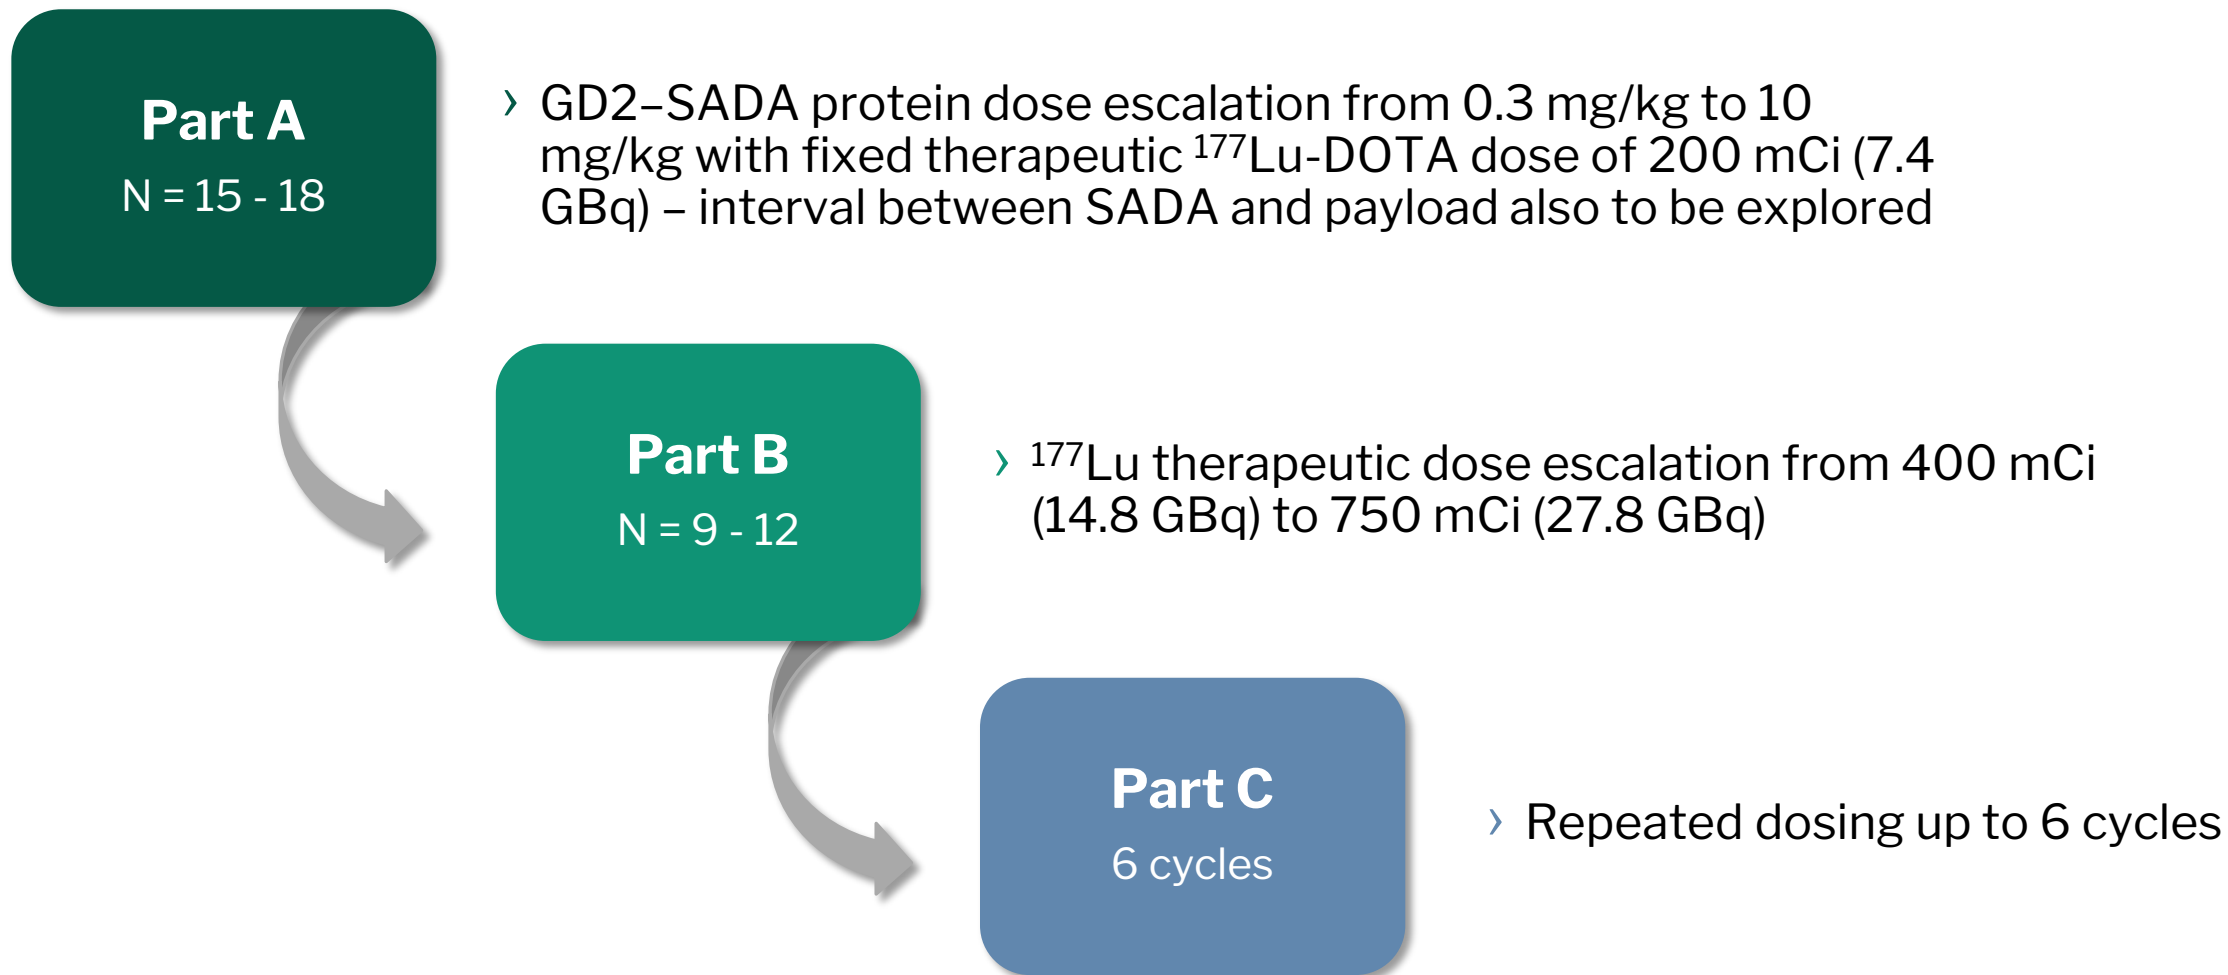 Part A
N = 15 - 18
› GD2–SADA protein dose escalation from 0.3 mg/kg to 10
mg/kg with fixed therapeutic ¹⁷⁷Lu-DOTA dose of 200 mCi (7.4
GBq) – interval between SADA and payload also to be explored
Part B
N = 9 - 12
› ¹⁷⁷Lu therapeutic dose escalation from 400 mCi
(14.8 GBq) to 750 mCi (27.8 GBq)
Part C
6 cycles
› Repeated dosing up to 6 cycles